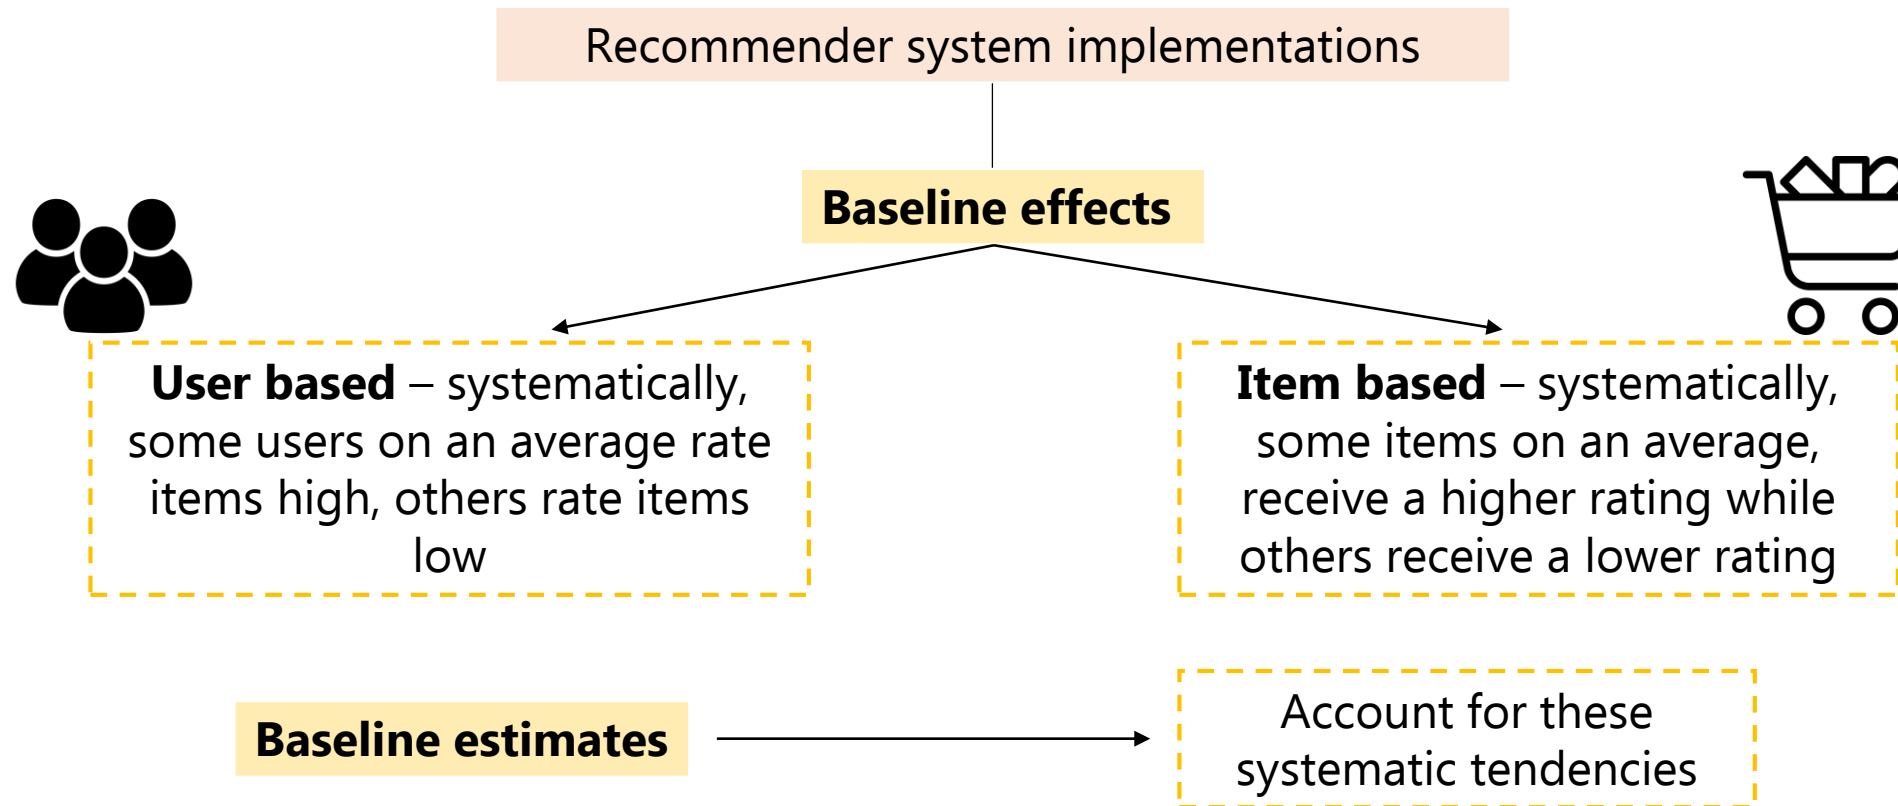 Recommender system implementations
Baseline effects
User based – systematically,
some users on an average rate
items high, others rate items
low
Item based – systematically,
some items on an average,
receive a higher rating while
others receive a lower rating
Baseline estimates
Account for these
systematic tendencies